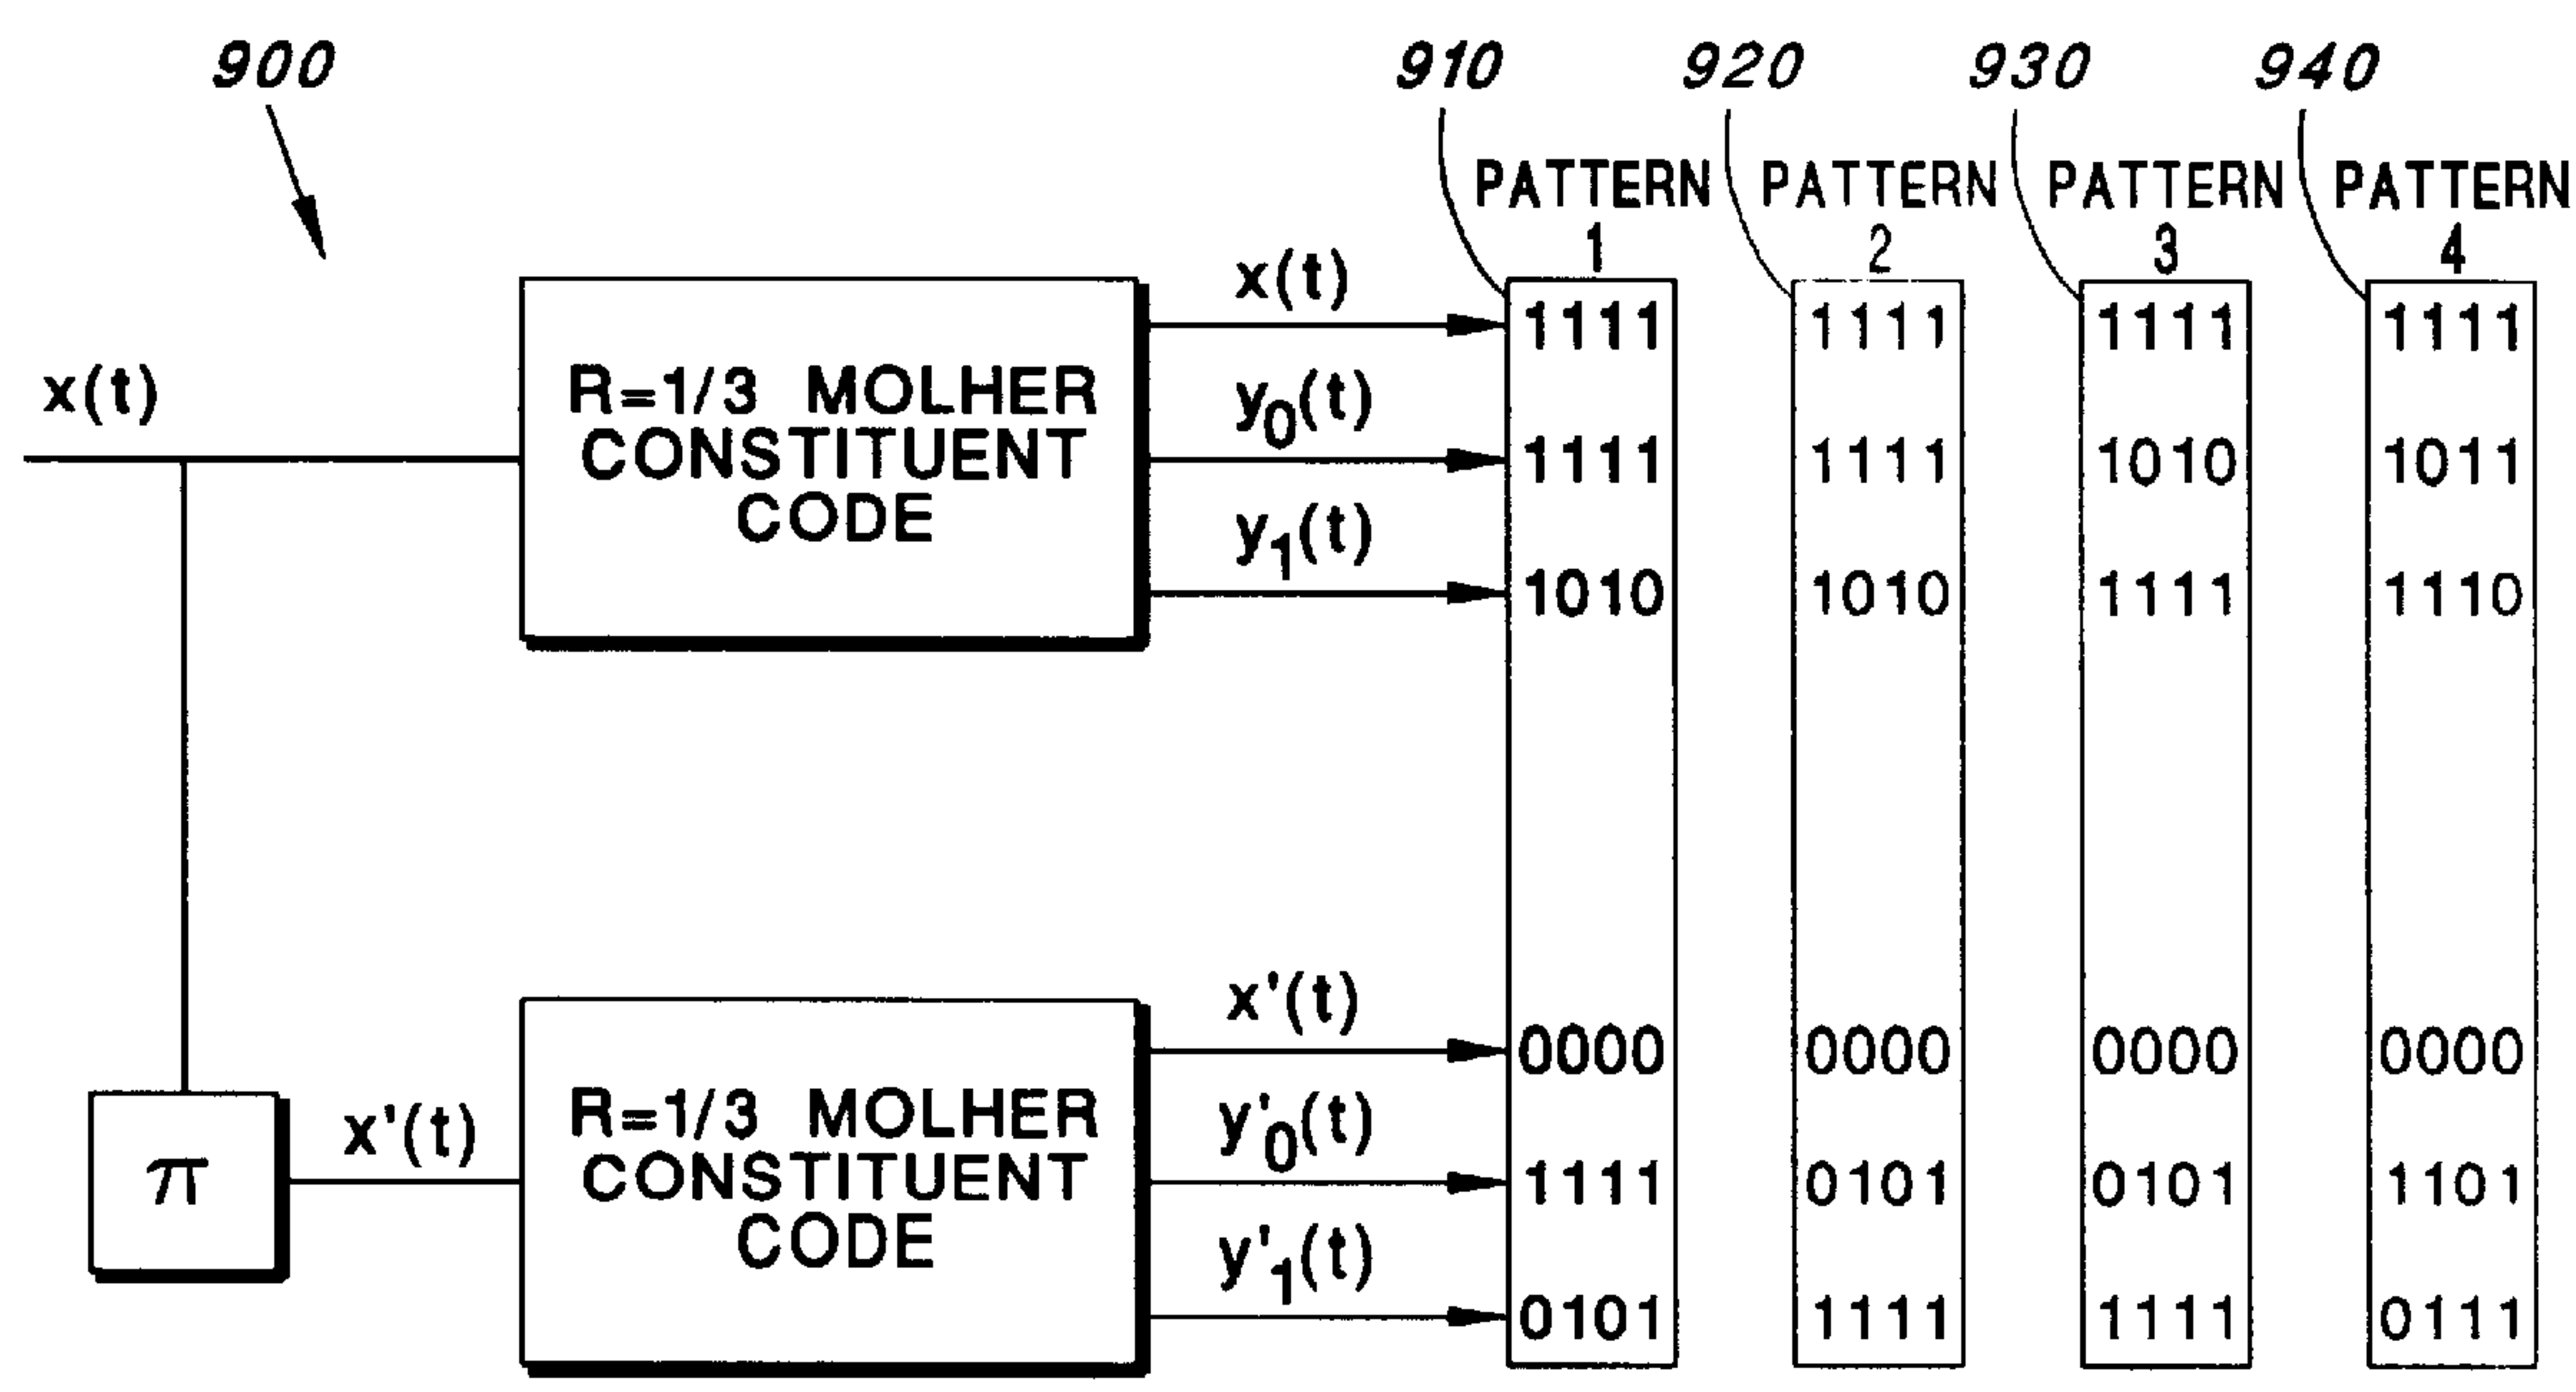 900
910 920 930 940
PATTERN 1 PATTERN 2 PATTERN 3 PATTERN 4
x(t)
R=1/3 MOLHER
CONSTITUENT
CODE
x(t) 1111 1111 1111 1111
y0(t) 1111 1111 1010 1011
y1(t) 1010 1010 1111 1110
π
x'(t)
R=1/3 MOLHER
CONSTITUENT
CODE
x'(t) 0000 0000 0000 0000
y'0(t) 1111 0101 0101 1101
y'1(t) 0101 1111 1111 0111